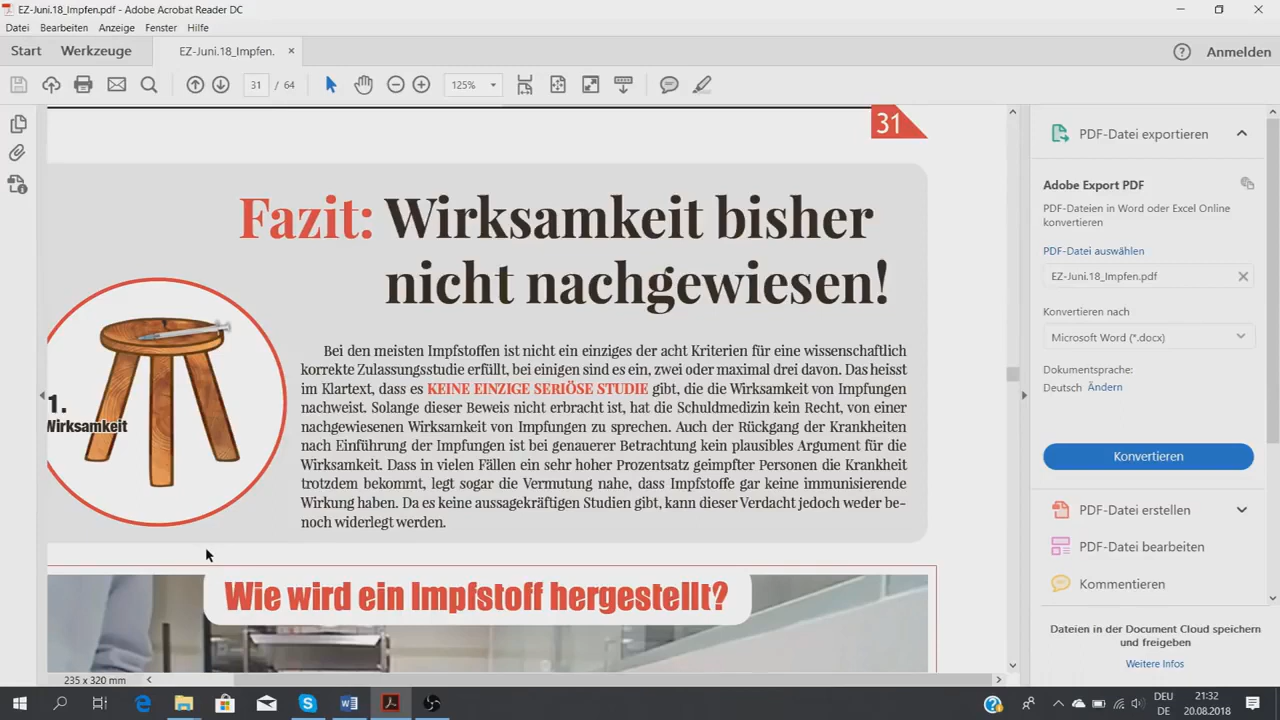 EZ-Juni.18_Impfen.pdf - Adobe Acrobat Reader DC
Datei Bearbeiten Anzeige Fenster Hilfe
Start Werkzeuge EZ-Juni.18_Impfen. × Anmelden
31 / 64 125%
31
Fazit: Wirksamkeit bisher
nicht nachgewiesen!
1.
Wirksamkeit
Bei den meisten Impfstoffen ist nicht ein einziges der acht Kriterien für eine wissenschaftlich
korrekte Zulassungsstudie erfüllt, bei einigen sind es ein, zwei oder maximal drei davon. Das heisst
im Klartext, dass es KEINE EINZIGE SERIÖSE STUDIE gibt, die die Wirksamkeit von Impfungen
nachweist. Solange dieser Beweis nicht erbracht ist, hat die Schuldmedizin kein Recht, von einer
nachgewiesenen Wirksamkeit von Impfungen zu sprechen. Auch der Rückgang der Krankheiten
nach Einführung der Impfungen ist bei genauerer Betrachtung kein plausibles Argument für die
Wirksamkeit. Dass in vielen Fällen ein sehr hoher Prozentsatz geimpfter Personen die Krankheit
trotzdem bekommt, legt sogar die Vermutung nahe, dass Impfstoffe gar keine immunisierende
Wirkung haben. Da es keine aussagekräftigen Studien gibt, kann dieser Verdacht jedoch weder be-
noch widerlegt werden.
Wie wird ein Impfstoff hergestellt?
235 x 320 mm
PDF-Datei exportieren
Adobe Export PDF
PDF-Dateien in Word oder Excel Online
konvertieren
PDF-Datei auswählen
EZ-Juni.18_Impfen.pdf
Konvertieren nach
Microsoft Word (*.docx)
Dokumentsprache:
Deutsch Ändern
Konvertieren
PDF-Datei erstellen
PDF-Datei bearbeiten
Kommentieren
Dateien in der Document Cloud speichern
und freigeben
Weitere Infos
DEU
DE
21:32
20.08.2018